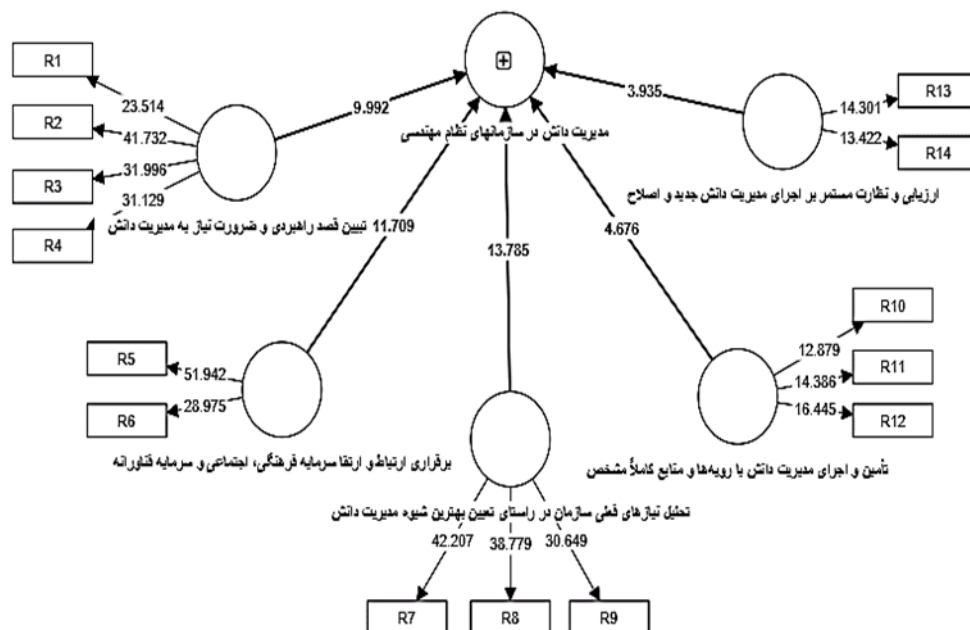 R1
R2
R3
R4
23.514
41.732
31.996
31.129
9.992
3.935
14.301
13.422
R13
R14
مدیریت دانش در سازمانهای نظام مهندسی
ارزیابی و نظارت مستمر بر اجرای مدیریت دانش جدید و اصلاح
تبیین قصد راهبردی و ضرورت نیاز به مدیریت دانش
11.709
13.785
4.676
R5
R6
51.942
28.975
R10
R11
R12
12.879
14.386
16.445
برقراری ارتباط و ارتقا سرمایه فرهنگی، اجتماعی و سرمایه فناورانه
تأمین و اجرای مدیریت دانش با رویه‌ها و منابع کاملاً مشخص
تحلیل نیازهای فعلی سازمان در راستای تعیین بهترین شیوه مدیریت دانش
42.207
38.779
30.649
R7
R8
R9